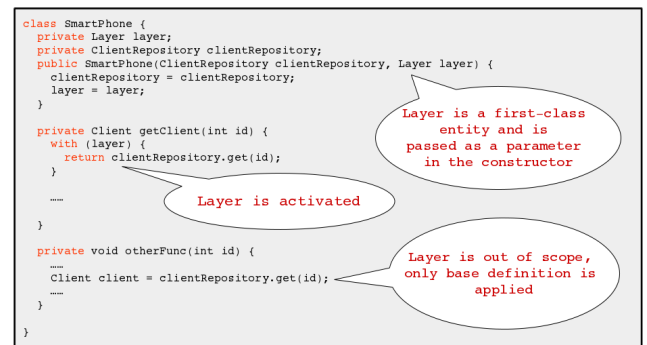 class SmartPhone {
private Layer layer;
private ClientRepository clientRepository;
public SmartPhone(ClientRepository clientRepository, Layer layer) {
clientRepository = clientRepository;
layer = layer;
}
Layer is a first-class
entity and is
passed as a parameter
in the constructor
private Client getClient(int id) {
with (layer) {
return clientRepository.get(id);
}
Layer is activated
……
}
private void otherFunc(int id) {
……
Client client = clientRepository.get(id);
……
}
Layer is out of scope,
only base definition is
applied
}